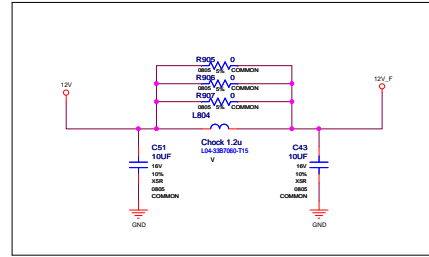 R905 0
0805 5% COMMON
R906 0
0805 5% COMMON
R907 0
0805 5% COMMON
12V
12V_F
L804
Chock 1.2u
L04-33B7060-T15
V
C51
10UF
16V
10%
X5R
0805
COMMON
GND
C43
10UF
16V
10%
X5R
0805
COMMON
GND